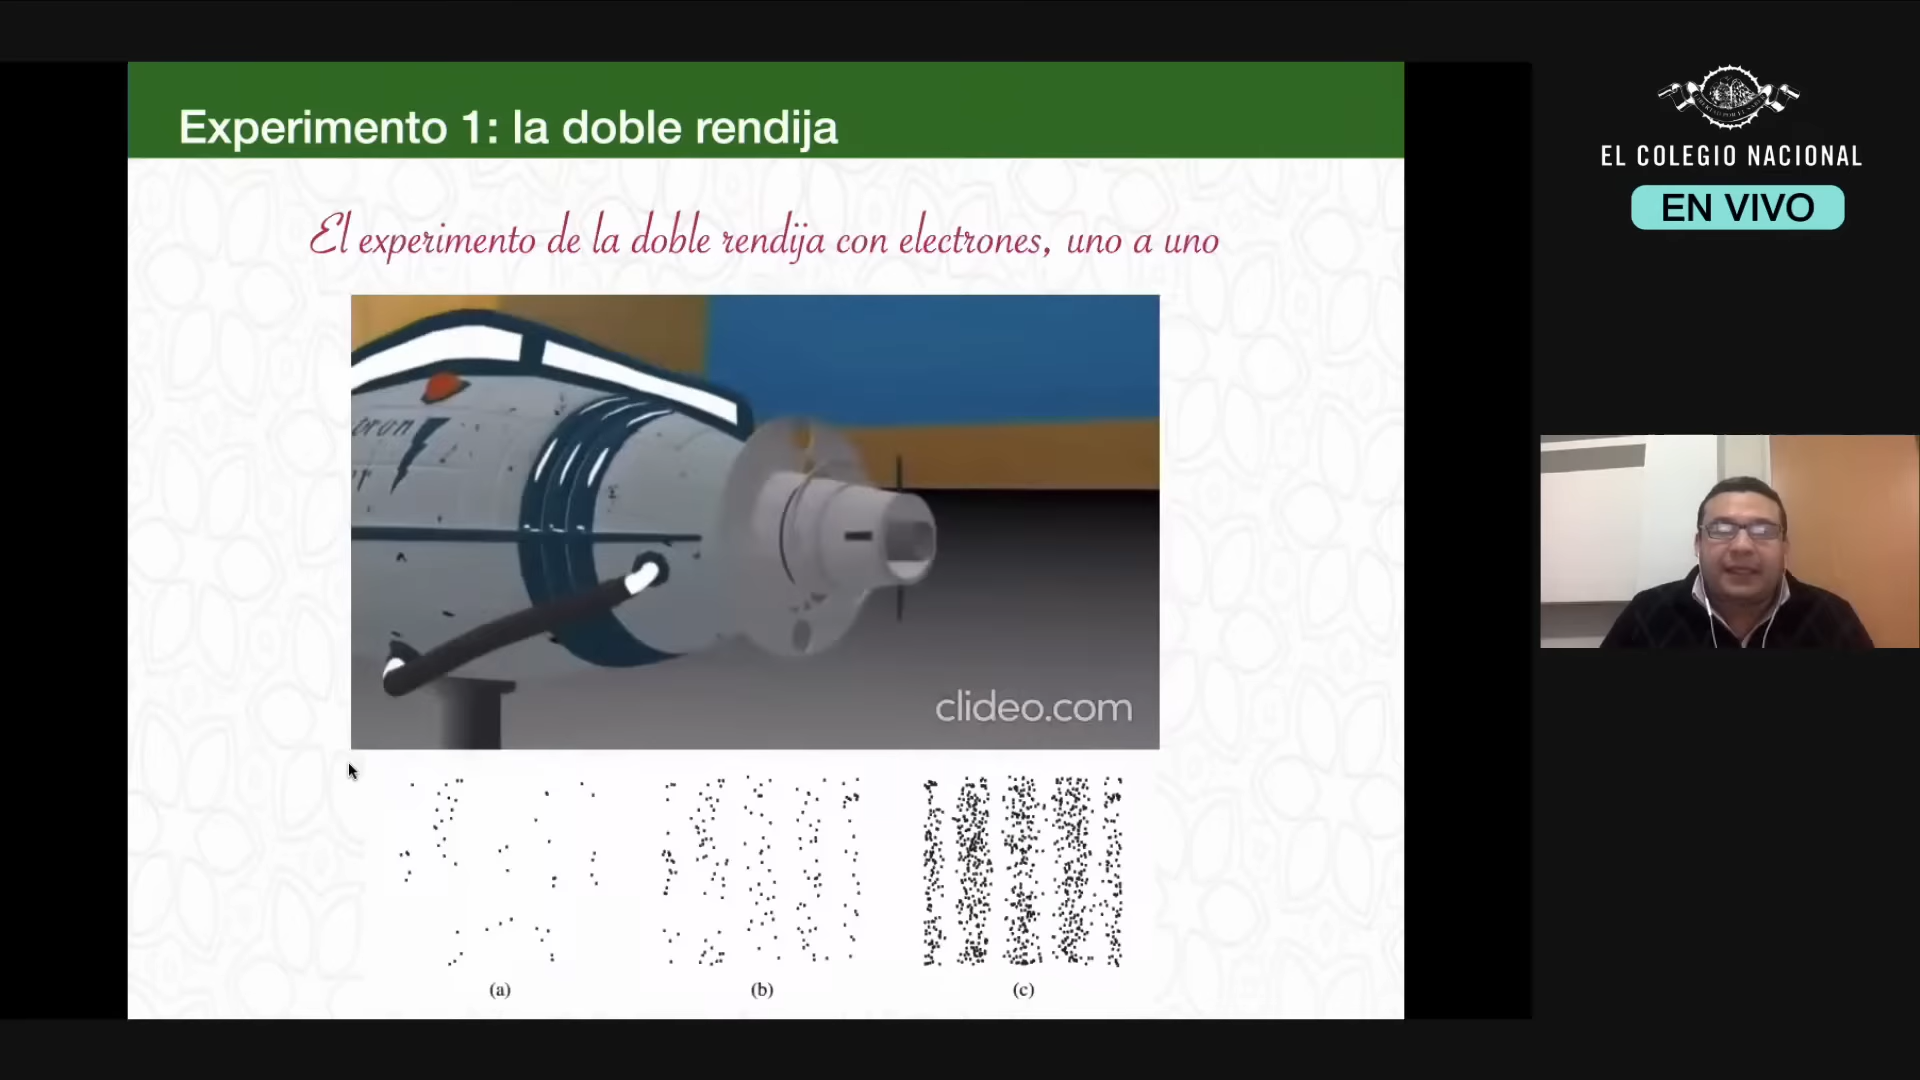 Experimento 1: la doble rendija
El experimento de la doble rendija con electrones, uno a uno
clideo.com
(a)
(b)
(c)
EL COLEGIO NACIONAL
EN VIVO